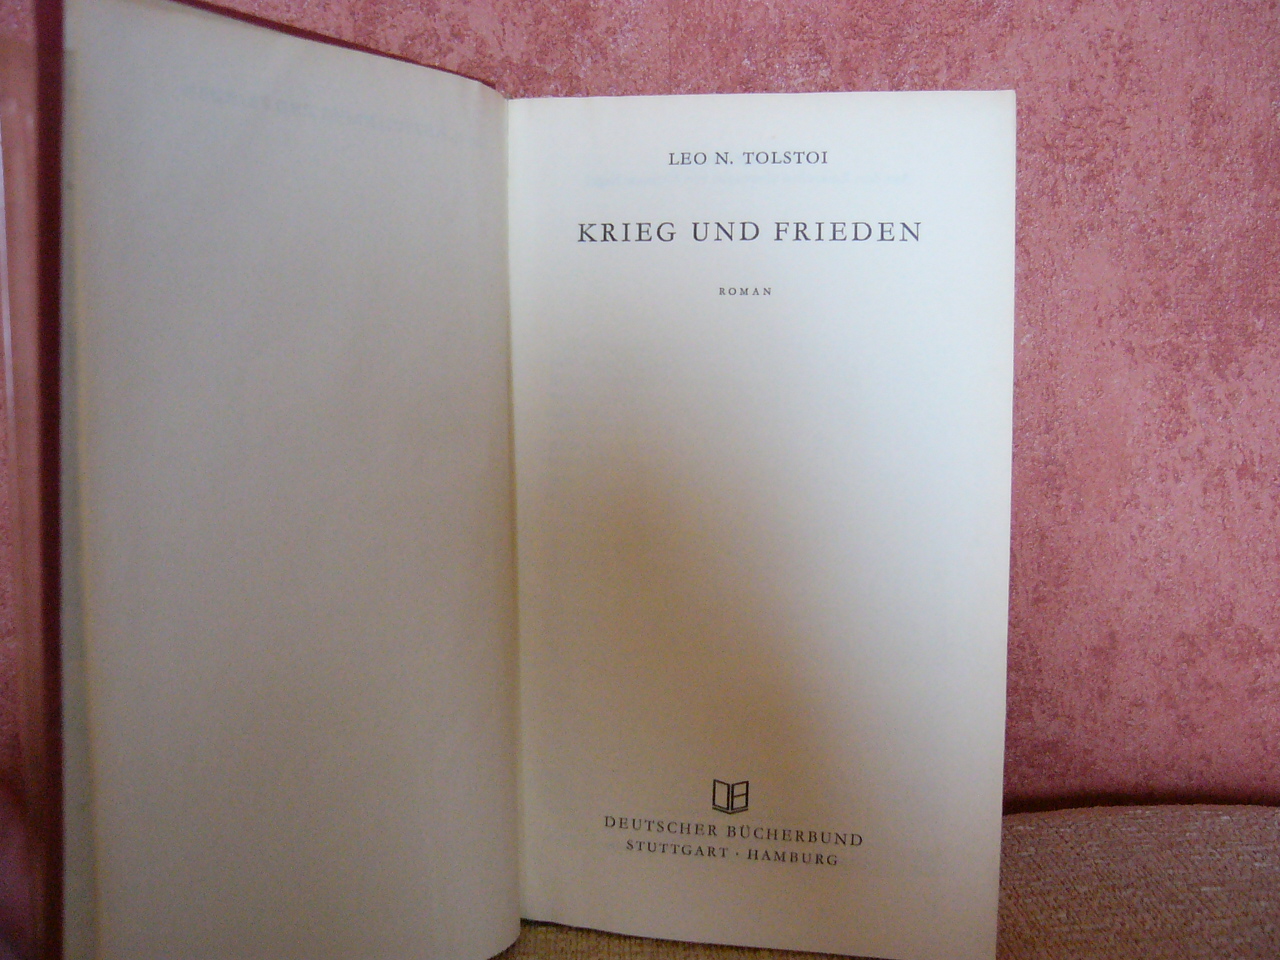 LEO N. TOLSTOI
KRIEG UND FRIEDEN
ROMAN
DEUTSCHER BÜCHERBUND
STUTTGART · HAMBURG